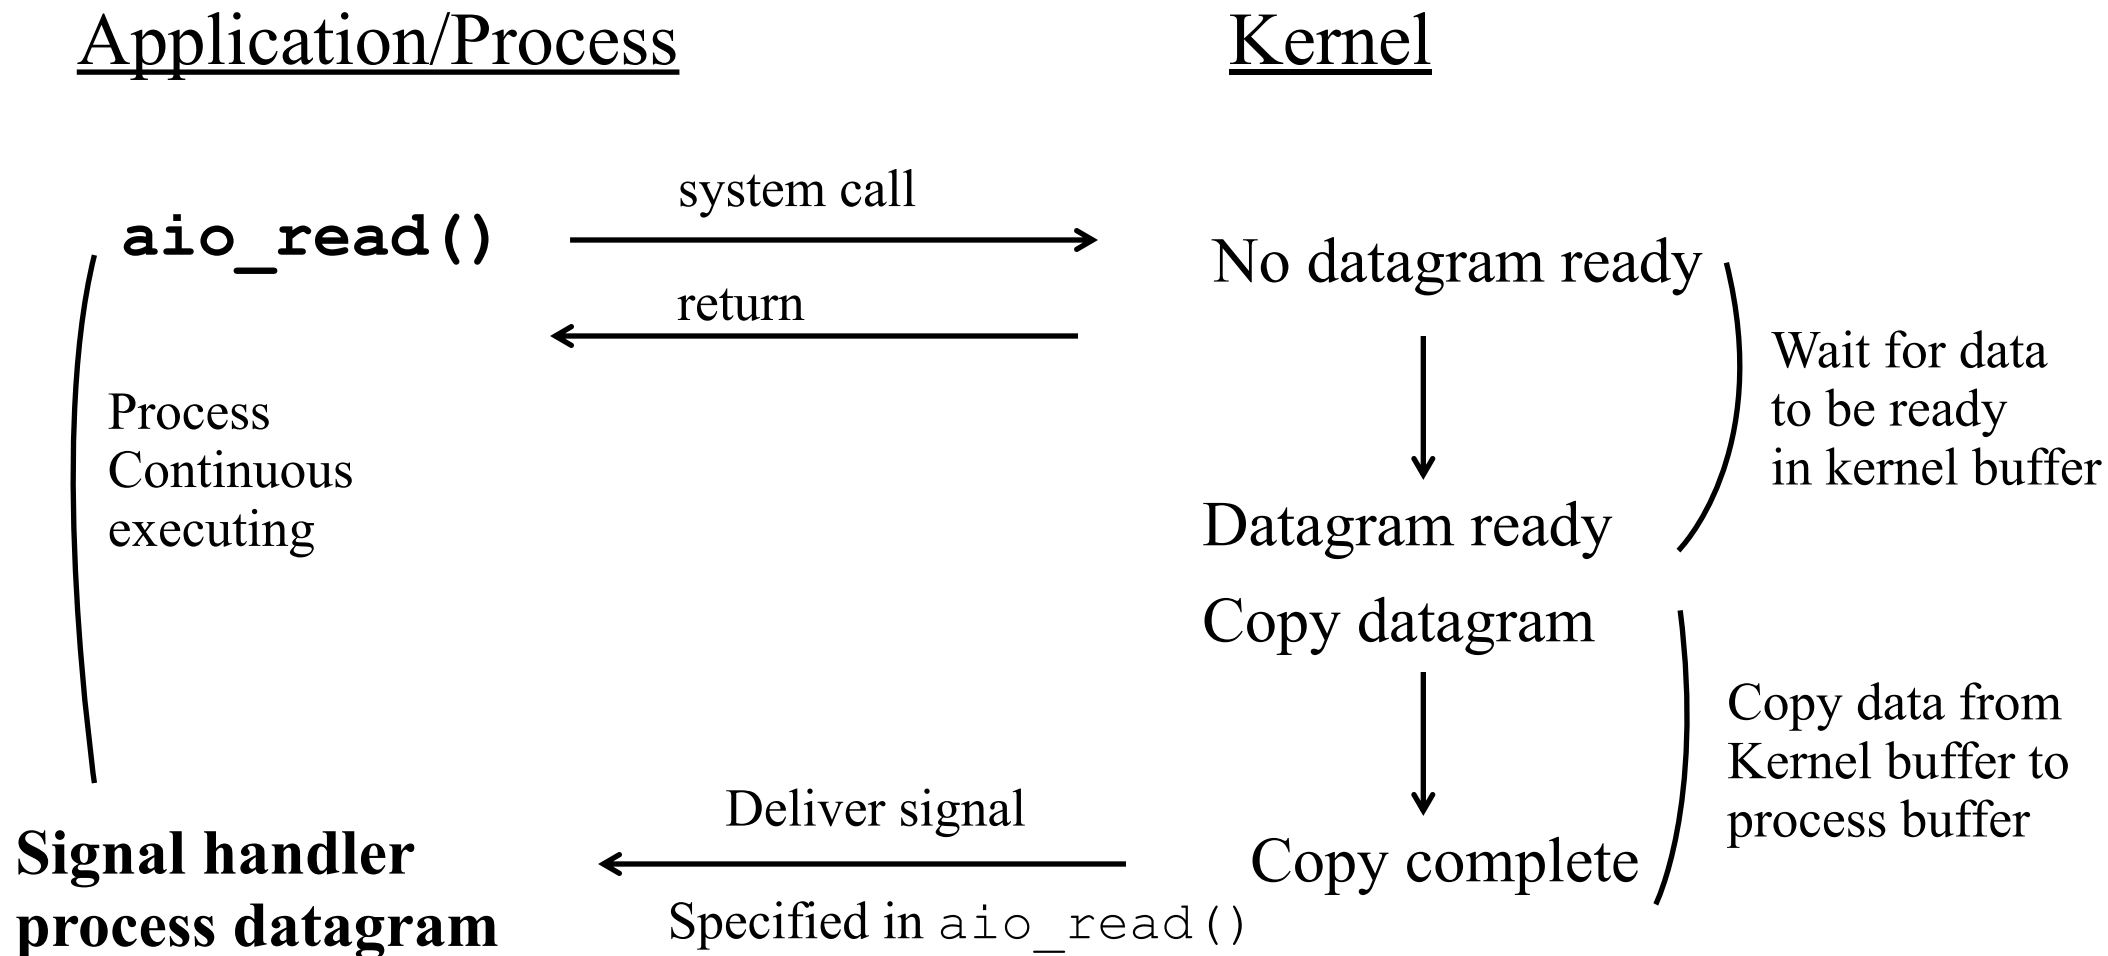 Application/Process
Kernel
system call
aio_read()
No datagram ready
return
Wait for data
to be ready
in kernel buffer
Process
Continuous
executing
Datagram ready
Copy datagram
Copy data from
Kernel buffer to
process buffer
Deliver signal
Signal handler
process datagram
Copy complete
Specified in aio_read()